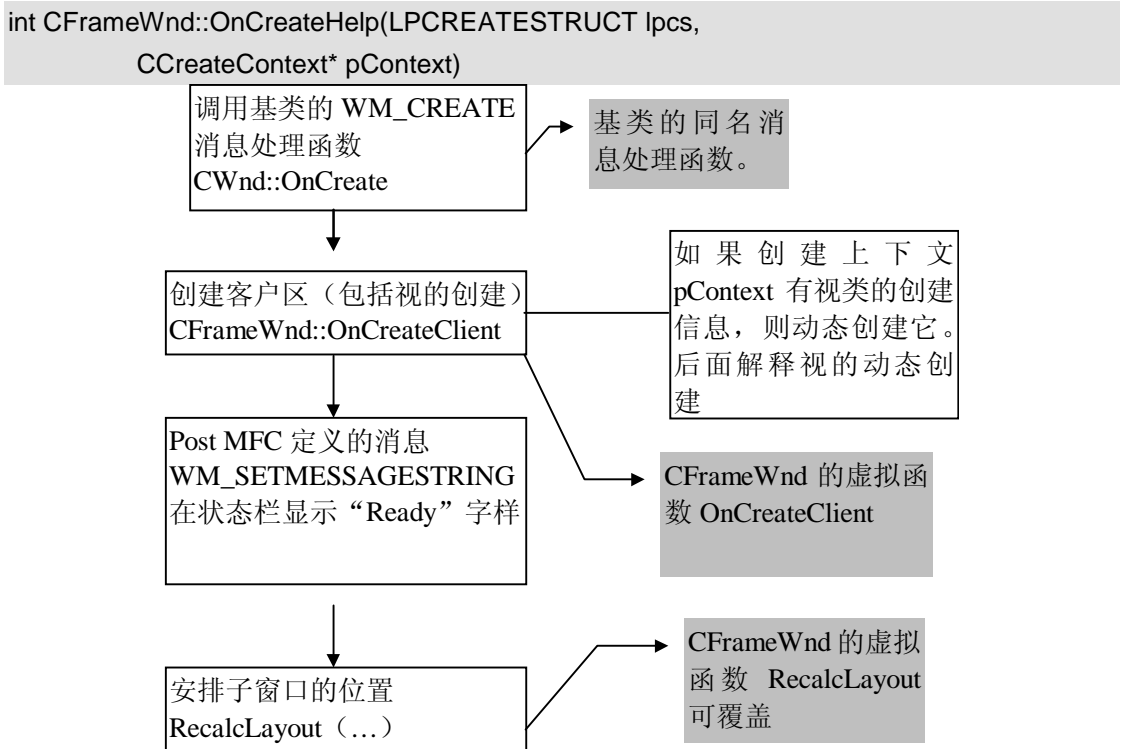 int CFrameWnd::OnCreateHelp(LPCREATESTRUCT lpcs,
CCreateContext* pContext)
调用基类的 WM_CREATE
消息处理函数
CWnd::OnCreate
基类的同名消
息处理函数。
如果创建上下文
pContext 有视类的创建
信息，则动态创建它。
后面解释视的动态创
建
创建客户区（包括视的创建）
CFrameWnd::OnCreateClient
Post MFC 定义的消息
WM_SETMESSAGESTRING
在状态栏显示“Ready”字样
CFrameWnd 的虚拟函
数 OnCreateClient
CFrameWnd 的虚拟
函数 RecalcLayout
可覆盖
安排子窗口的位置
RecalcLayout（…）